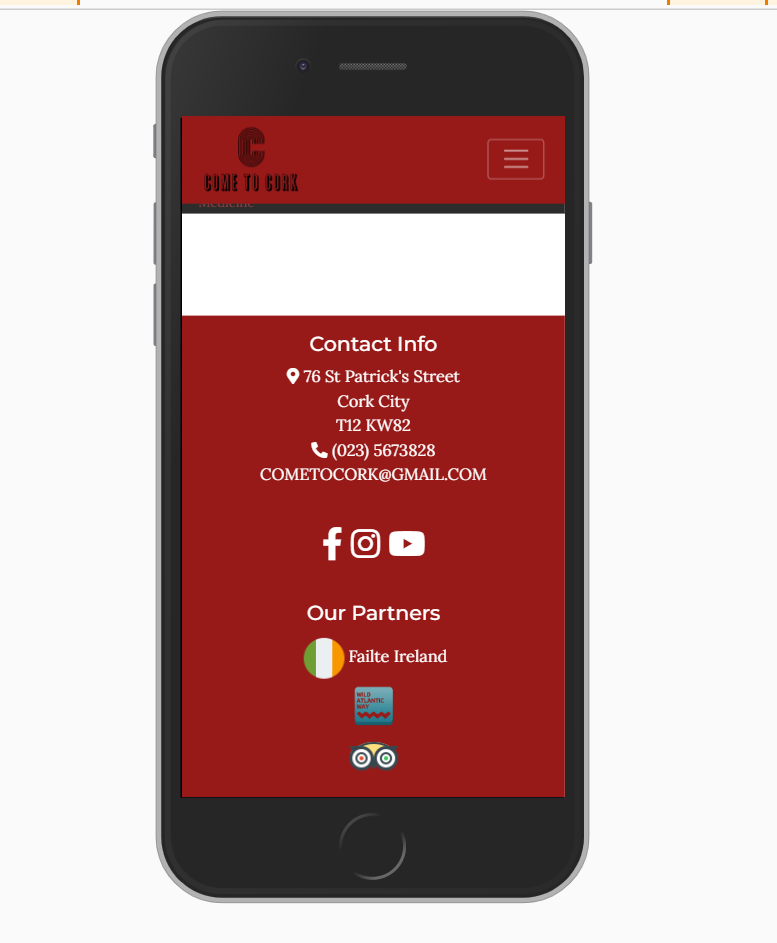 COME TO CORK
Medicine
Contact Info
76 St Patrick's Street
Cork City
T12 KW82
(023) 5673828
COMETOCORK@GMAIL.COM
Our Partners
Failte Ireland
WILD
ATLANTIC
WAY